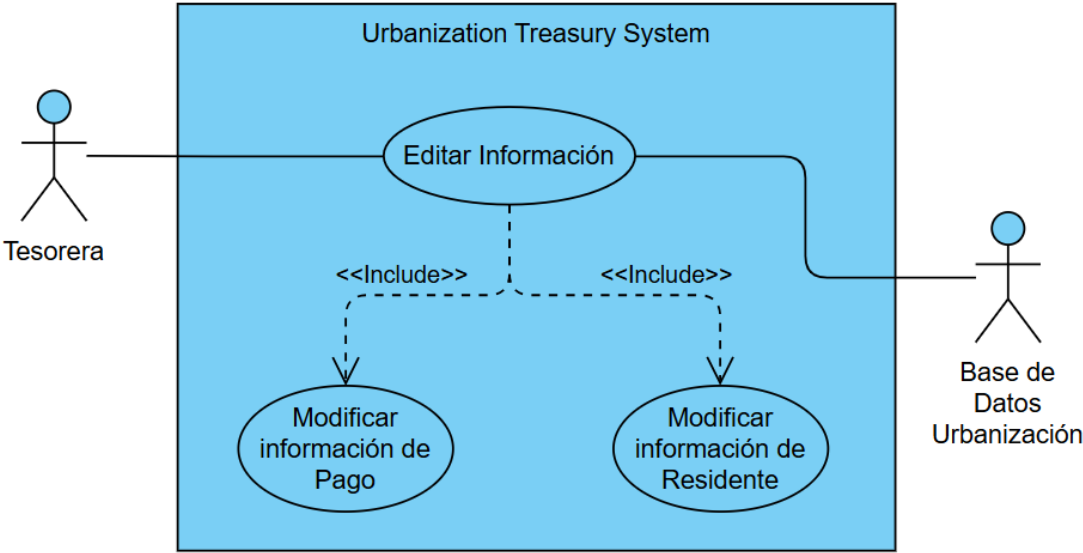 Urbanization Treasury System
Editar Información
Tesorera
<<Include>>
<<Include>>
Base de
Datos
Urbanización
Modificar
información de
Pago
Modificar
información de
Residente